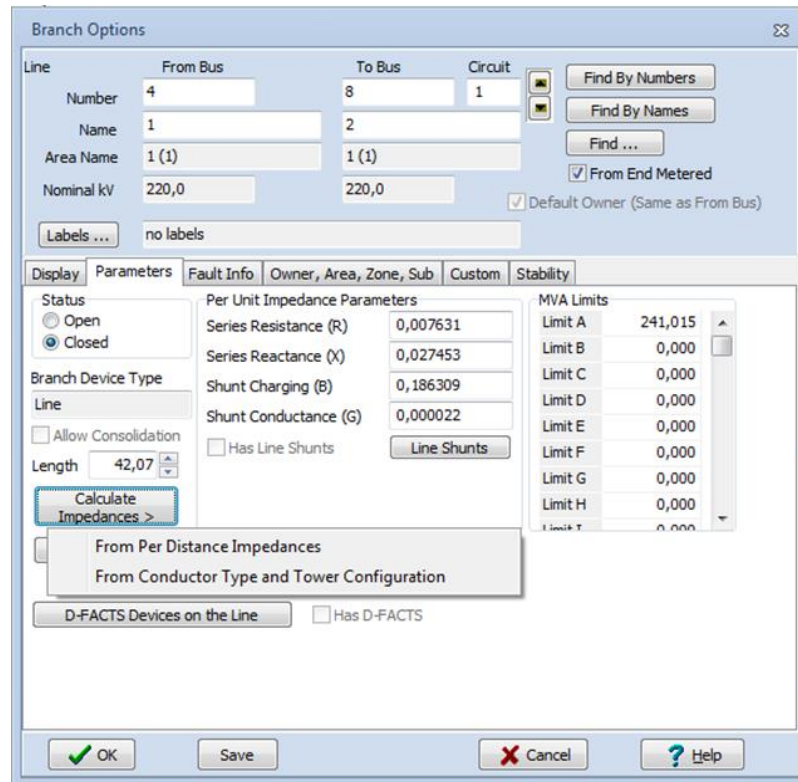 Branch Options
Line From Bus To Bus Circuit
Number 4 8 1 Find By Numbers
Name 1 2 Find By Names
Area Name 1 (1) 1 (1) Find ...
Nominal kV 220,0 220,0 From End Metered
Default Owner (Same as From Bus)
Labels ... no labels
Display Parameters Fault Info Owner, Area, Zone, Sub Custom Stability
Status Per Unit Impedance Parameters MVA Limits
Open Series Resistance (R) 0,007631 Limit A 241,015
Closed Series Reactance (X) 0,027453 Limit B 0,000
Branch Device Type Shunt Charging (B) 0,186309 Limit C 0,000
Line Shunt Conductance (G) 0,000022 Limit D 0,000
Allow Consolidation Has Line Shunts Line Shunts Limit E 0,000
Length 42,07 Limit F 0,000
Calculate Limit G 0,000
Impedances > Limit H 0,000
Limit I 0,000
From Per Distance Impedances
From Conductor Type and Tower Configuration
D-FACTS Devices on the Line Has D-FACTS
OK Save Cancel ? Help